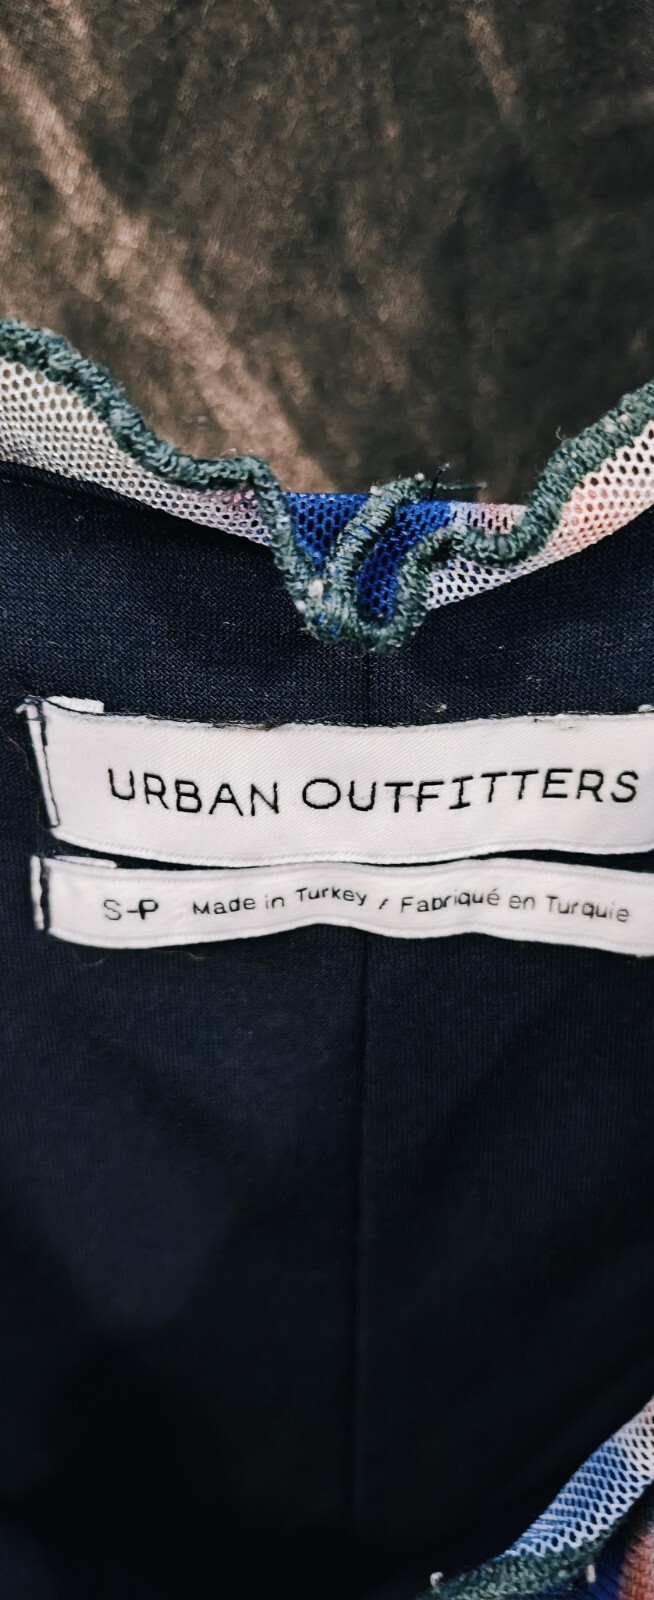 URBAN OUTFITTERS
S-P Made in Turkey / Fabriqué en Turquie